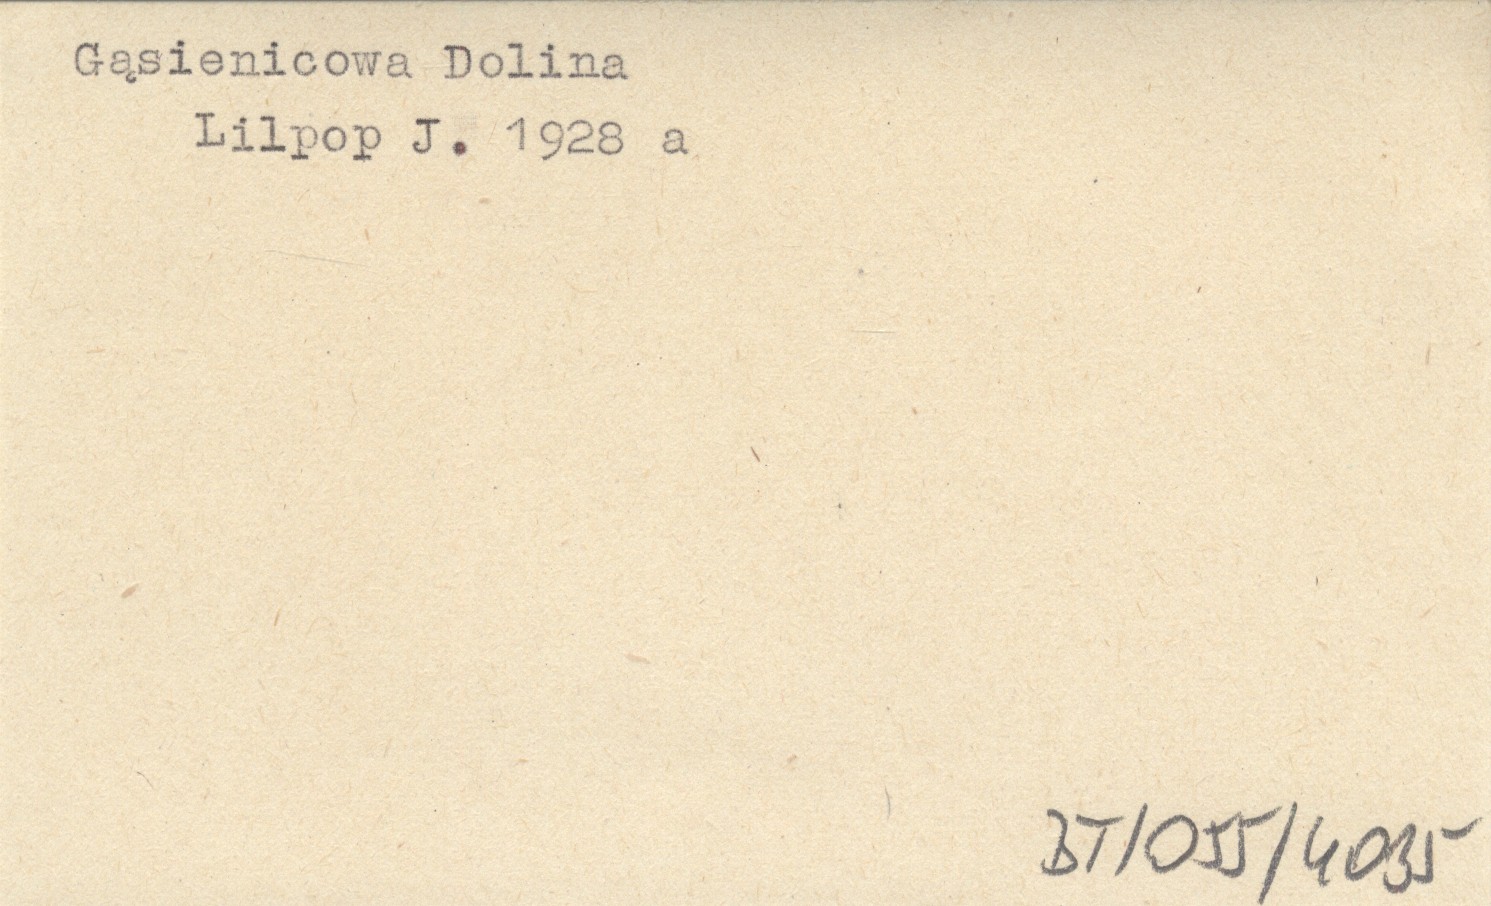 Gąsienicowa Dolina
Lilpop J. 1928 a
BT/055/4035